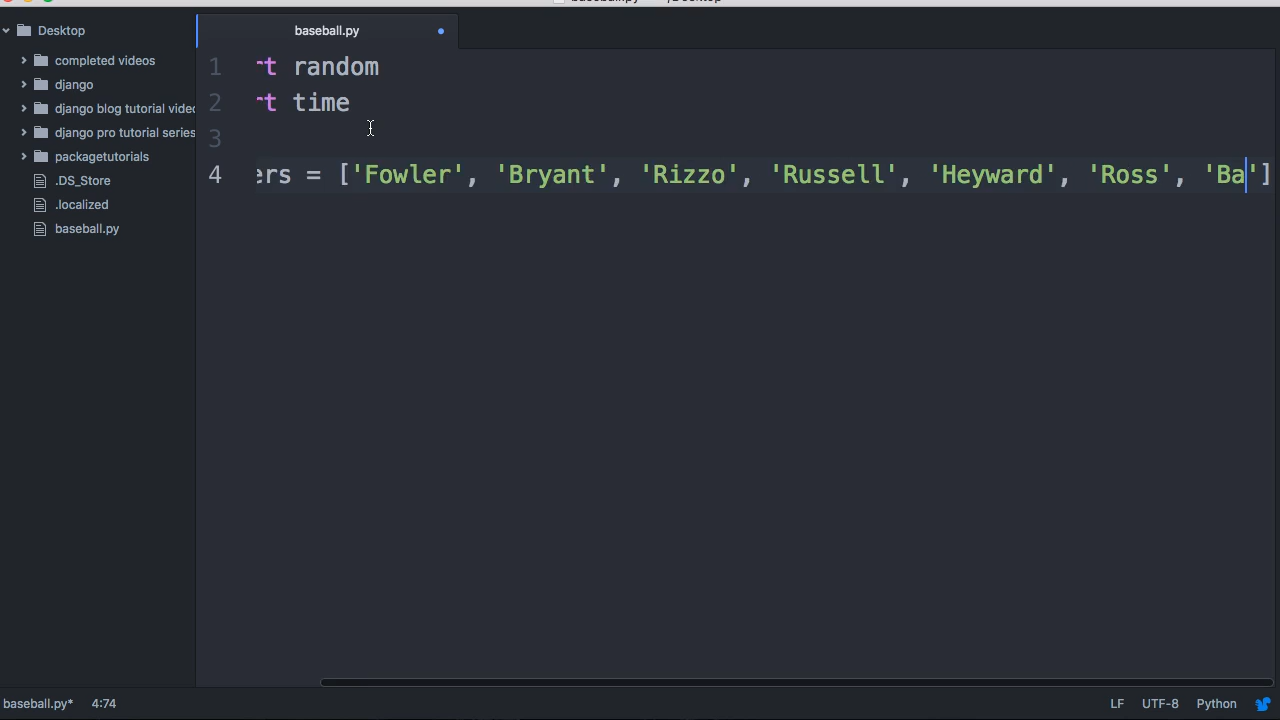 Desktop
completed videos
django
django blog tutorial videc
django pro tutorial series
packagetutorials
.DS_Store
.localized
baseball.py
baseball.py
1 rt random
2 rt time
3
4 ers = ['Fowler', 'Bryant', 'Rizzo', 'Russell', 'Heyward', 'Ross', 'Ba']
baseball.py* 4:74
LF UTF-8 Python